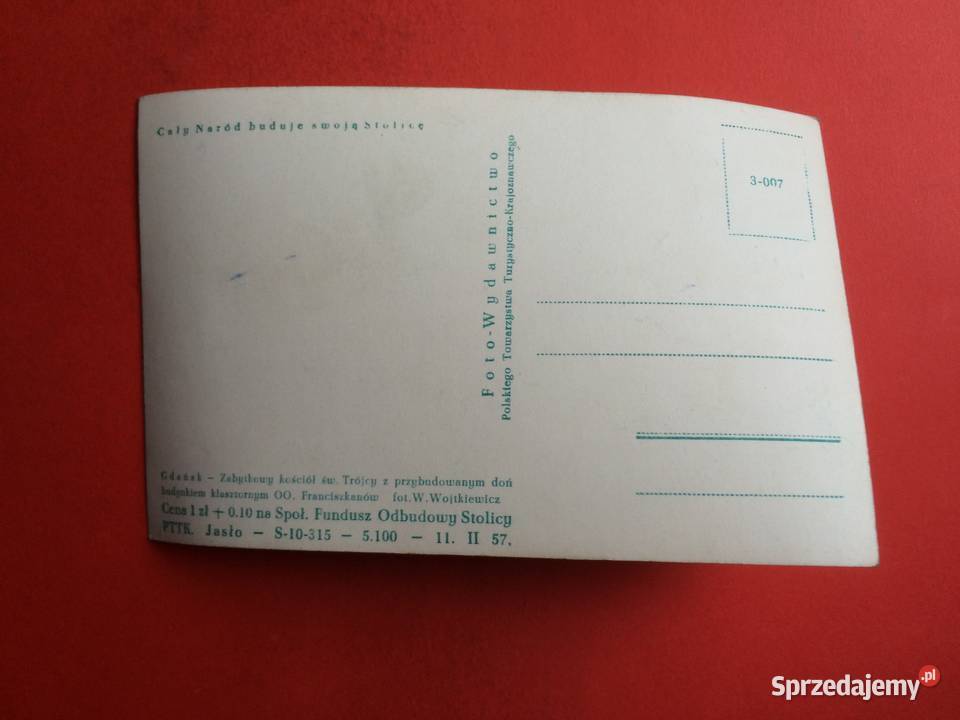 Cały Naród buduje swoją Stolicę
Foto-Wydawnictwo
Polskiego Towarzystwa Turystyczno-Krajoznawczego
3-007
Gdańsk – Zabytkowy kościół św. Trójcy z przybudowanym doń
budynkiem klasztornym OO. Franciszkanów fot. W. Wojtkiewicz
Cena 1 zł + 0.10 na Społ. Fundusz Odbudowy Stolicy
PTTK. Jasło – S-10-315 – 5.100 – 11. II 57.
Sprzedajemy.pl